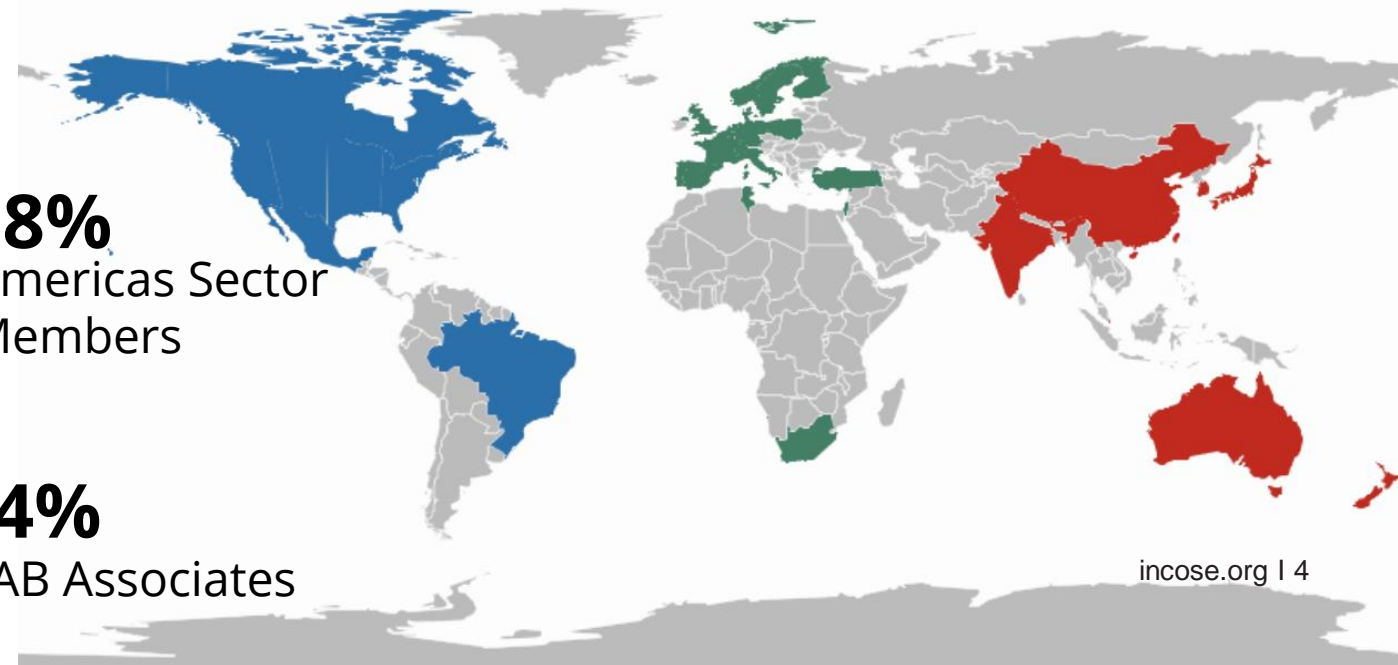 8%
mericas Sector
Members
4%
AB Associates
incose.org I 4